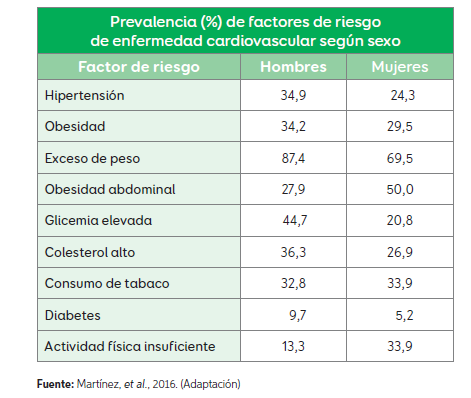 Prevalencia (%) de factores de riesgo
de enfermedad cardiovascular según sexo
Factor de riesgo Hombres Mujeres
Hipertensión 34,9 24,3
Obesidad 34,2 29,5
Exceso de peso 87,4 69,5
Obesidad abdominal 27,9 50,0
Glicemia elevada 44,7 20,8
Colesterol alto 36,3 26,9
Consumo de tabaco 32,8 33,9
Diabetes 9,7 5,2
Actividad física insuficiente 13,3 33,9
Fuente: Martínez, et al., 2016. (Adaptación)